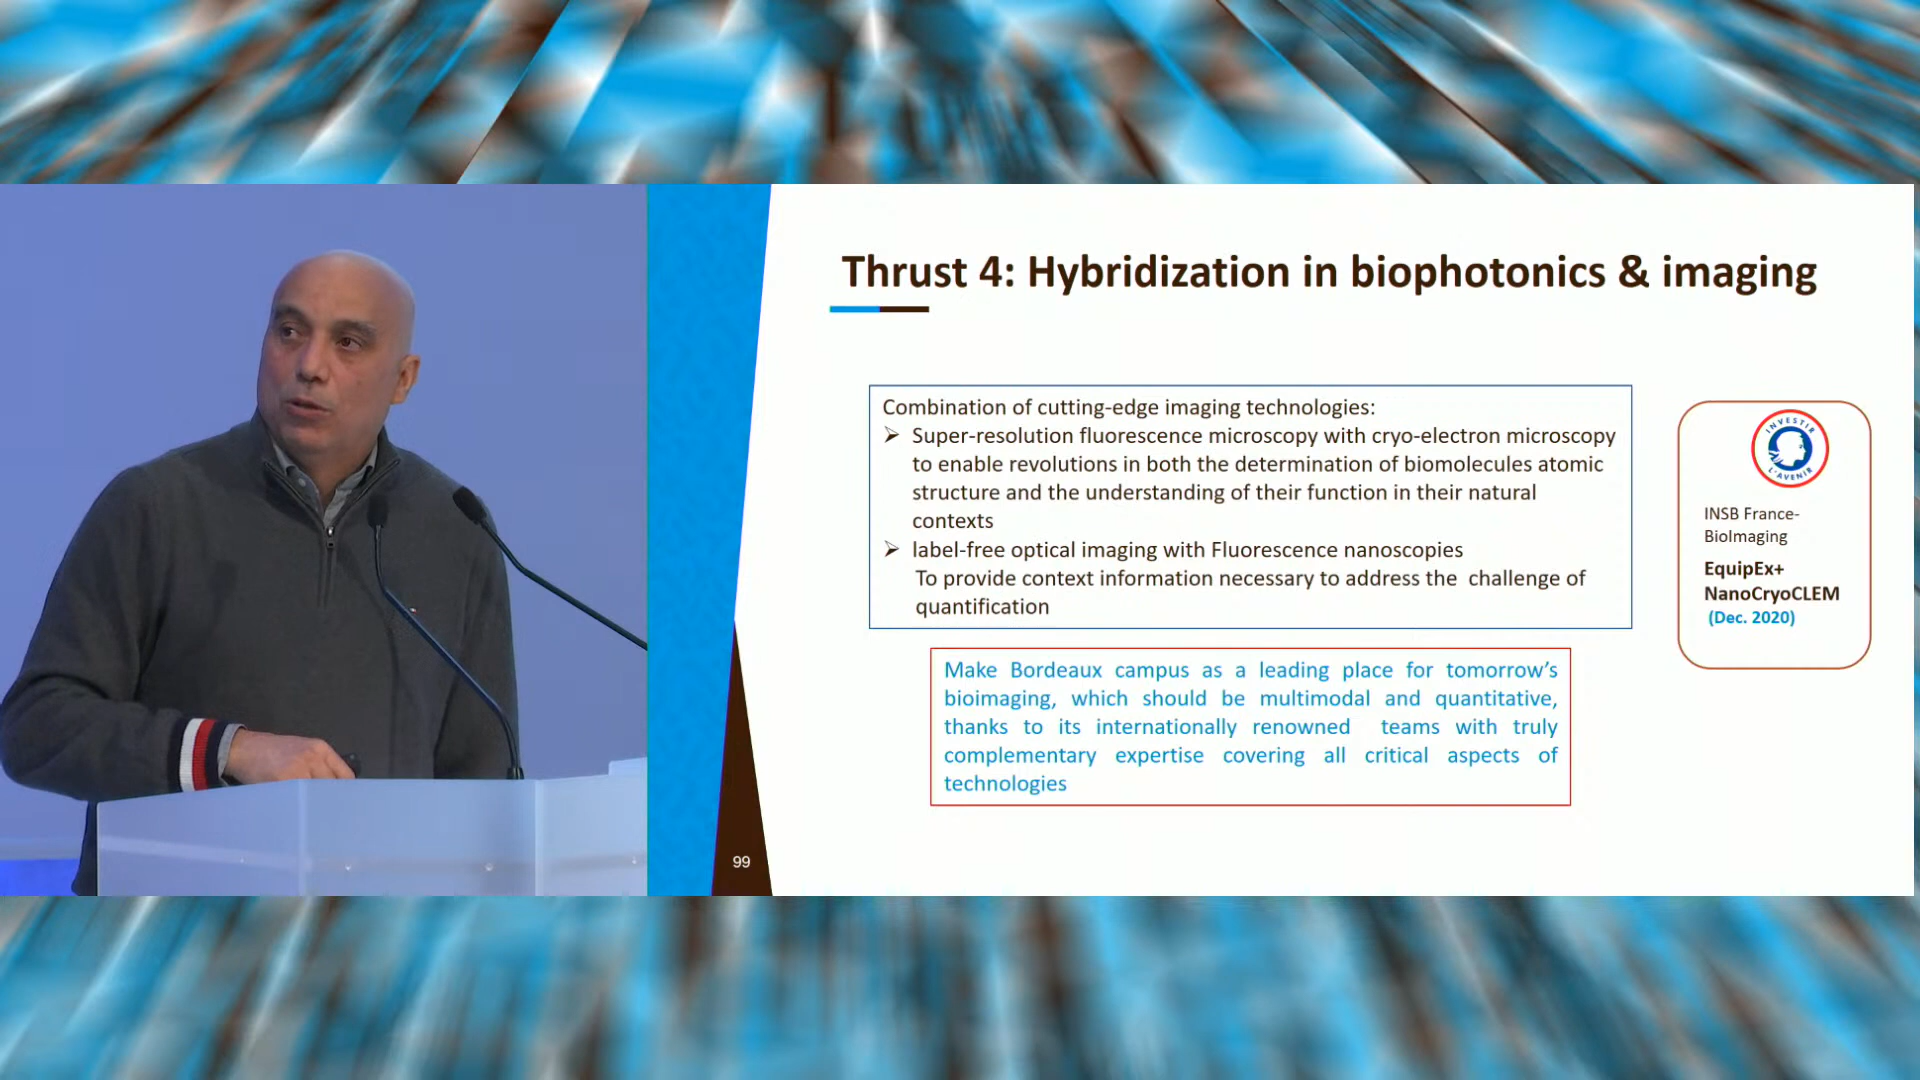 Thrust 4: Hybridization in biophotonics & imaging
Combination of cutting-edge imaging technologies:
➢ Super-resolution fluorescence microscopy with cryo-electron microscopy
to enable revolutions in both the determination of biomolecules atomic
structure and the understanding of their function in their natural
contexts
➢ label-free optical imaging with Fluorescence nanoscopies
To provide context information necessary to address the challenge of
quantification
INVESTIR
L'AVENIR
INSB France-
BioImaging
EquipEx+
NanoCryoCLEM
(Dec. 2020)
Make Bordeaux campus as a leading place for tomorrow’s
bioimaging, which should be multimodal and quantitative,
thanks to its internationally renowned teams with truly
complementary expertise covering all critical aspects of
technologies
99